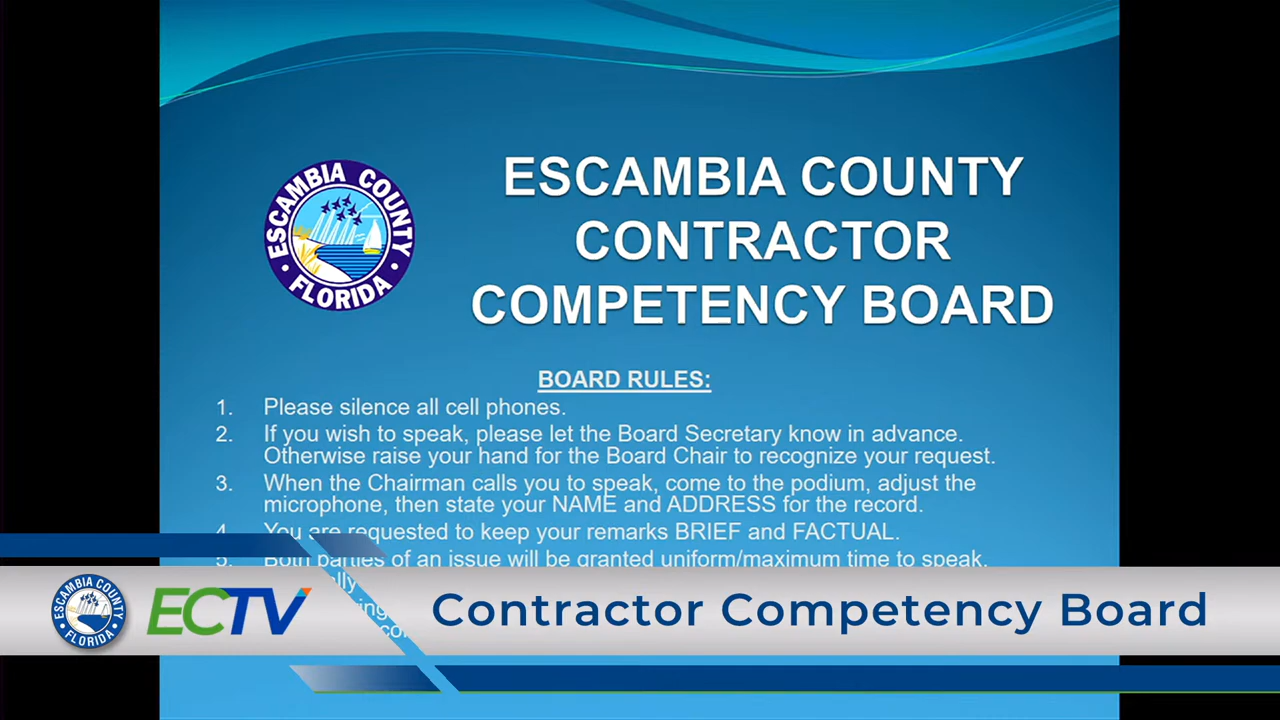 ESCAMBIA COUNTY
CONTRACTOR
COMPETENCY BOARD
ESCAMBIA COUNTY
FLORIDA
BOARD RULES:
1. Please silence all cell phones.
2. If you wish to speak, please let the Board Secretary know in advance.
Otherwise raise your hand for the Board Chair to recognize your request.
3. When the Chairman calls you to speak, come to the podium, adjust the
microphone, then state your NAME and ADDRESS for the record.
4. You are requested to keep your remarks BRIEF and FACTUAL.
5. Both parties of an issue will be granted uniform/maximum time to speak,
ESCAMBIA COUNTY
FLORIDA
ECTV
Contractor Competency Board